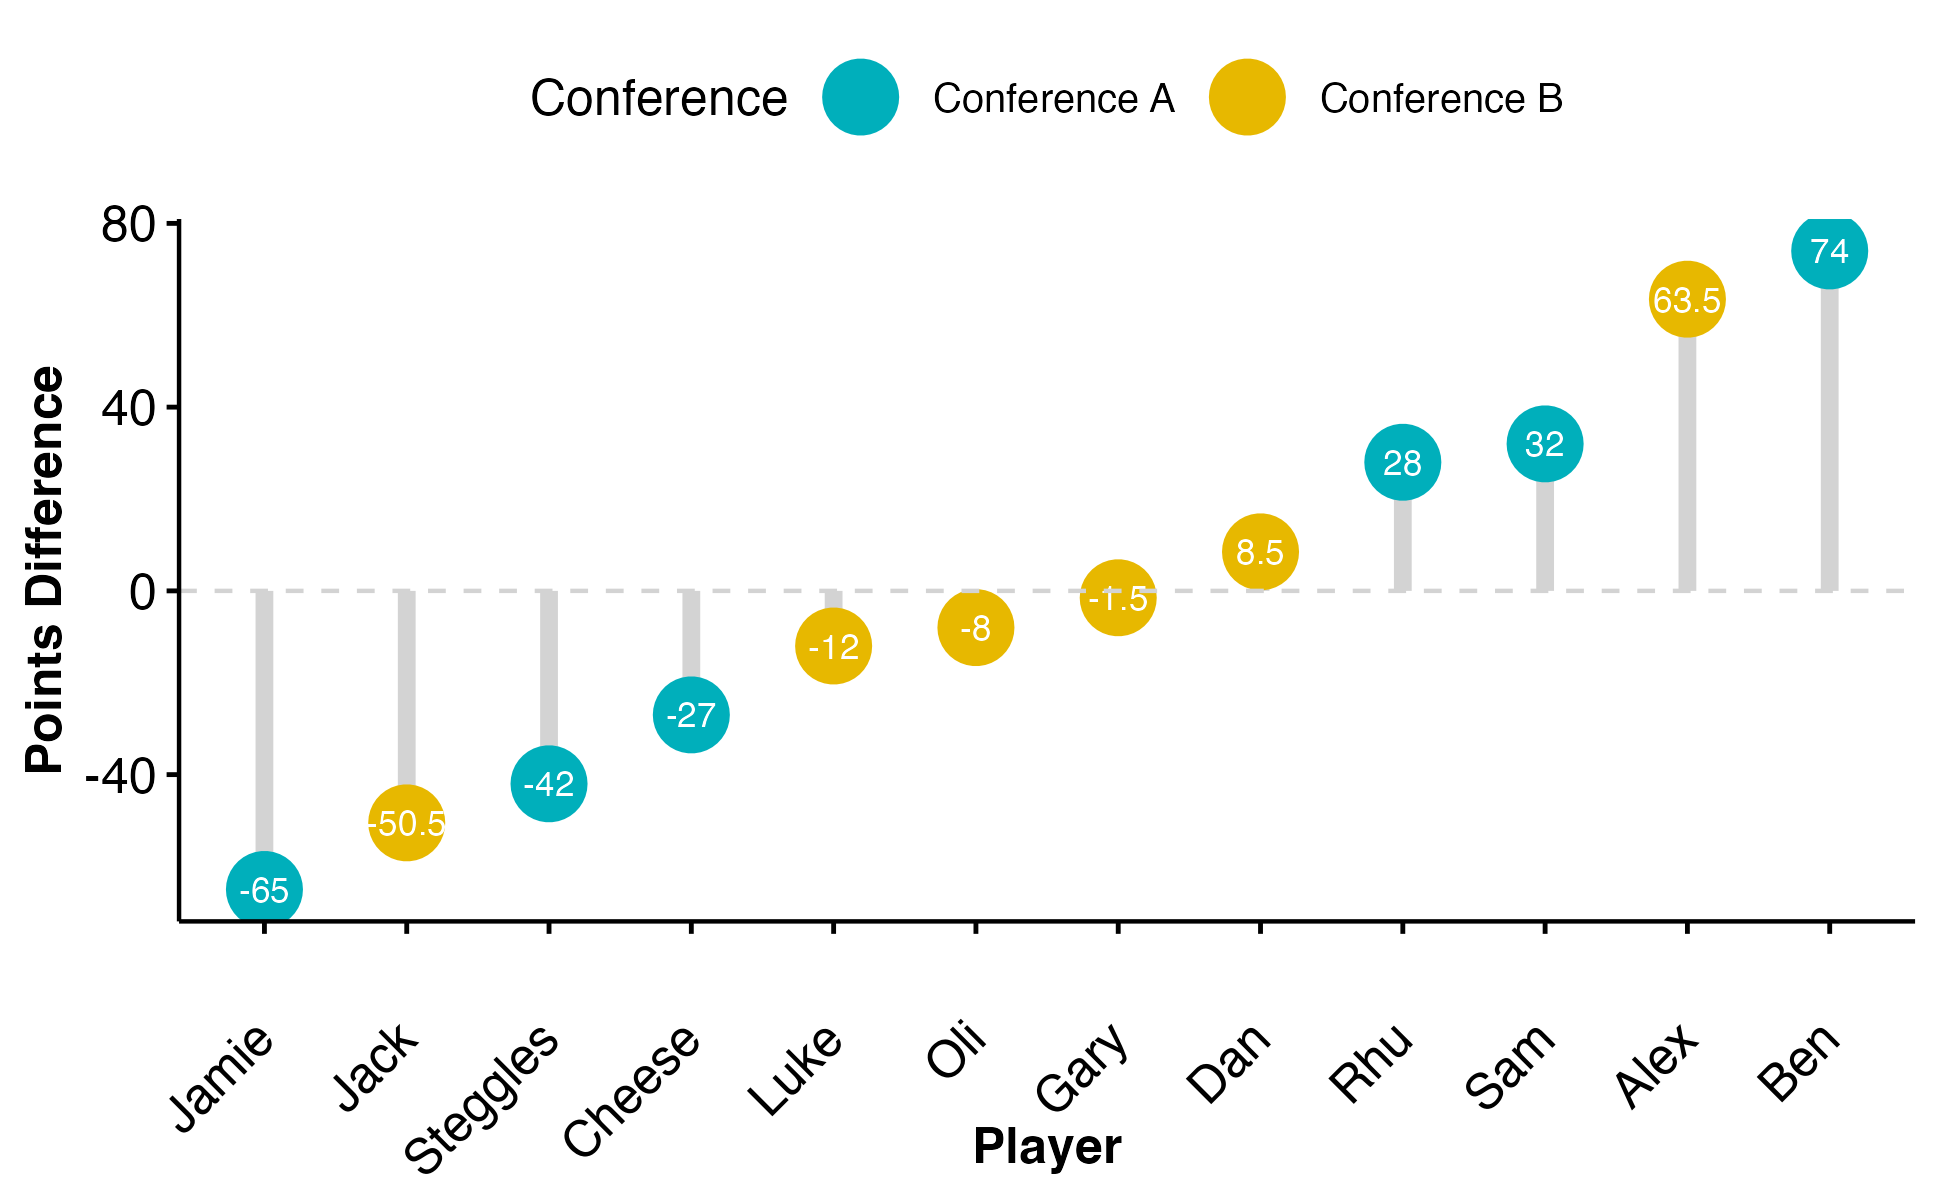 Conference Conference A Conference B
Points Difference
80
40
0
-40
-65
-50.5
-42
-27
-12
-8
-1.5
8.5
28
32
63.5
74
Jamie
Jack
Steggles
Cheese
Luke
Oli
Gary
Dan
Rhu
Sam
Alex
Ben
Player